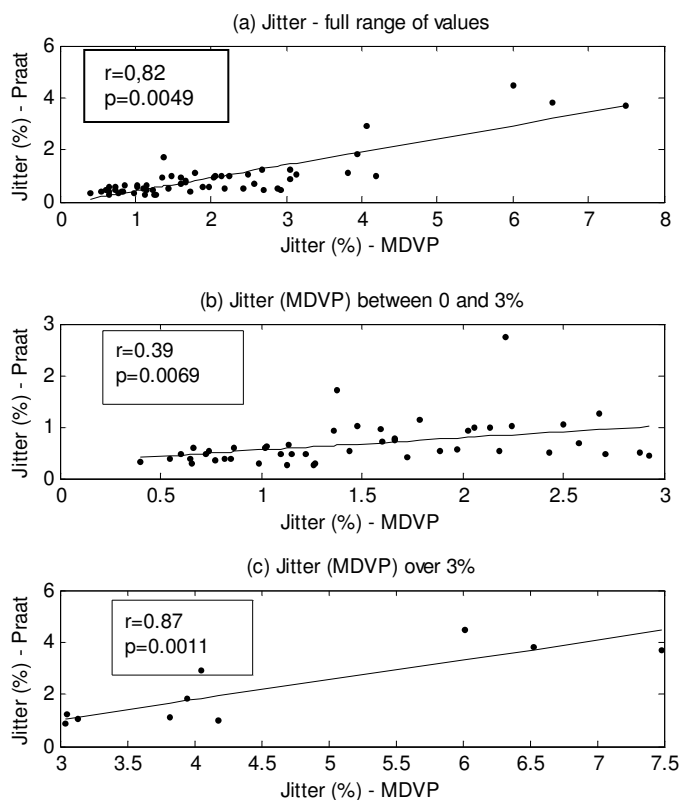 (a) Jitter - full range of values
r=0,82
p=0.0049
Jitter (%) - Praat
6
4
2
0
0 1 2 3 4 5 6 7 8
Jitter (%) - MDVP
(b) Jitter (MDVP) between 0 and 3%
r=0.39
p=0.0069
Jitter (%) - Praat
3
2
1
0
0 0.5 1 1.5 2 2.5 3
Jitter (%) - MDVP
(c) Jitter (MDVP) over 3%
r=0.87
p=0.0011
Jitter (%) - Praat
6
4
2
0
3 3.5 4 4.5 5 5.5 6 6.5 7 7.5
Jitter (%) - MDVP